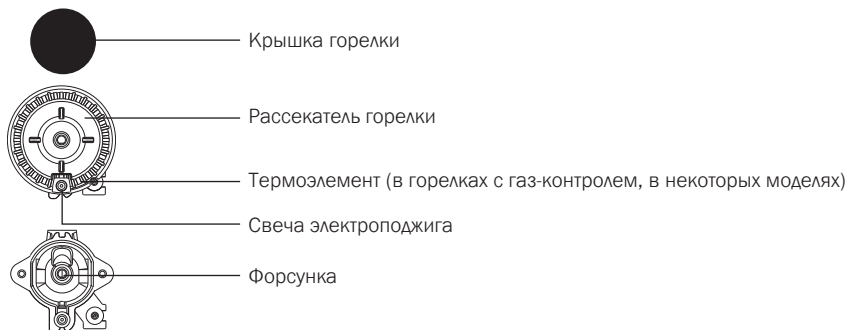 Крышка горелки
Рассекатель горелки
Термоэлемент (в горелках с газ-контролем, в некоторых моделях)
Свеча электроподжига
Форсунка